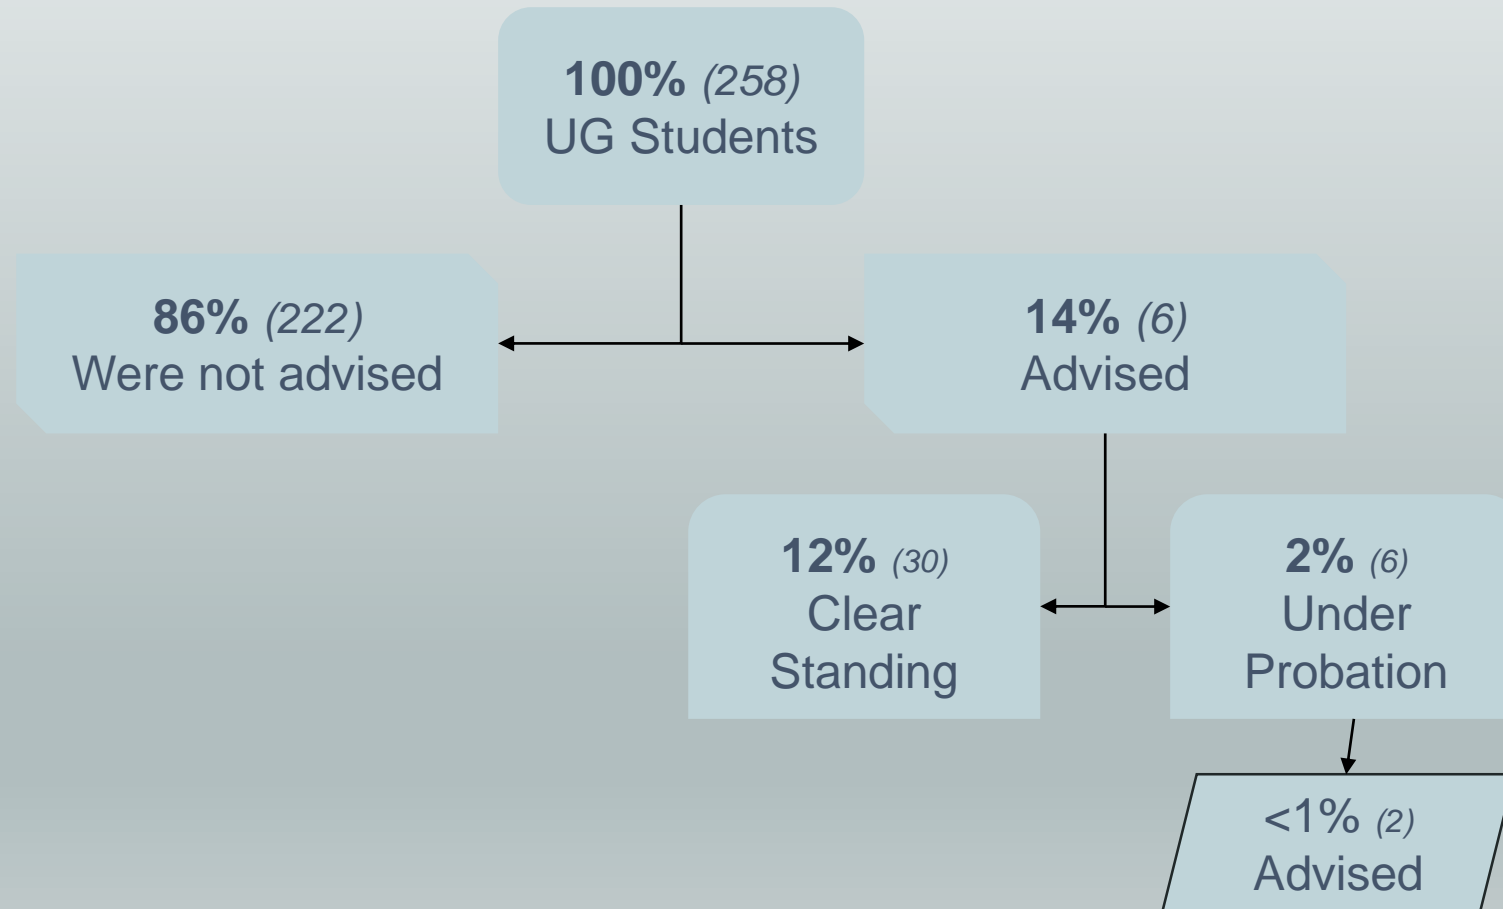 100% (258)
UG Students
86% (222)
Were not advised
14% (6)
Advised
12% (30)
Clear
Standing
2% (6)
Under
Probation
<1% (2)
Advised